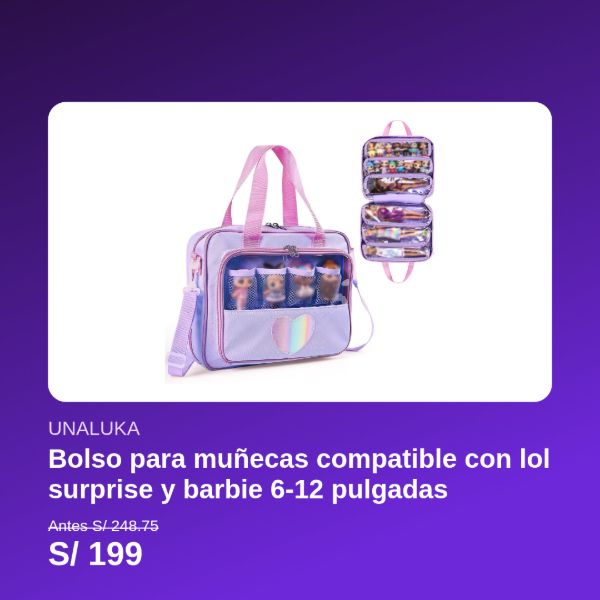 UNALUKA
Bolso para muñecas compatible con lol
surprise y barbie 6-12 pulgadas
Antes S/ 248.75
S/ 199